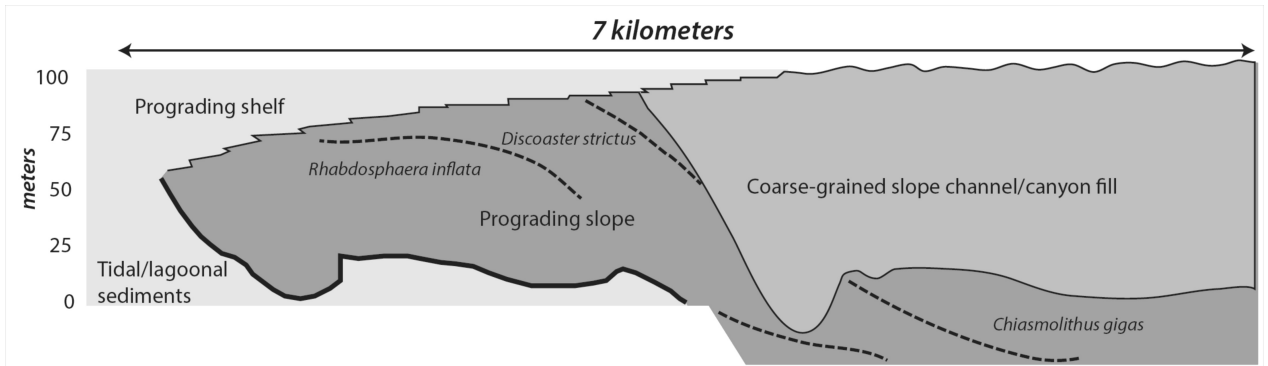 7 kilometers
100
75
50
25
0
meters
Prograding shelf
Discoaster strictus
Rhabdosphaera inflata
Coarse-grained slope channel/canyon fill
Prograding slope
Tidal/lagoonal
sediments
Chiasmolithus gigas